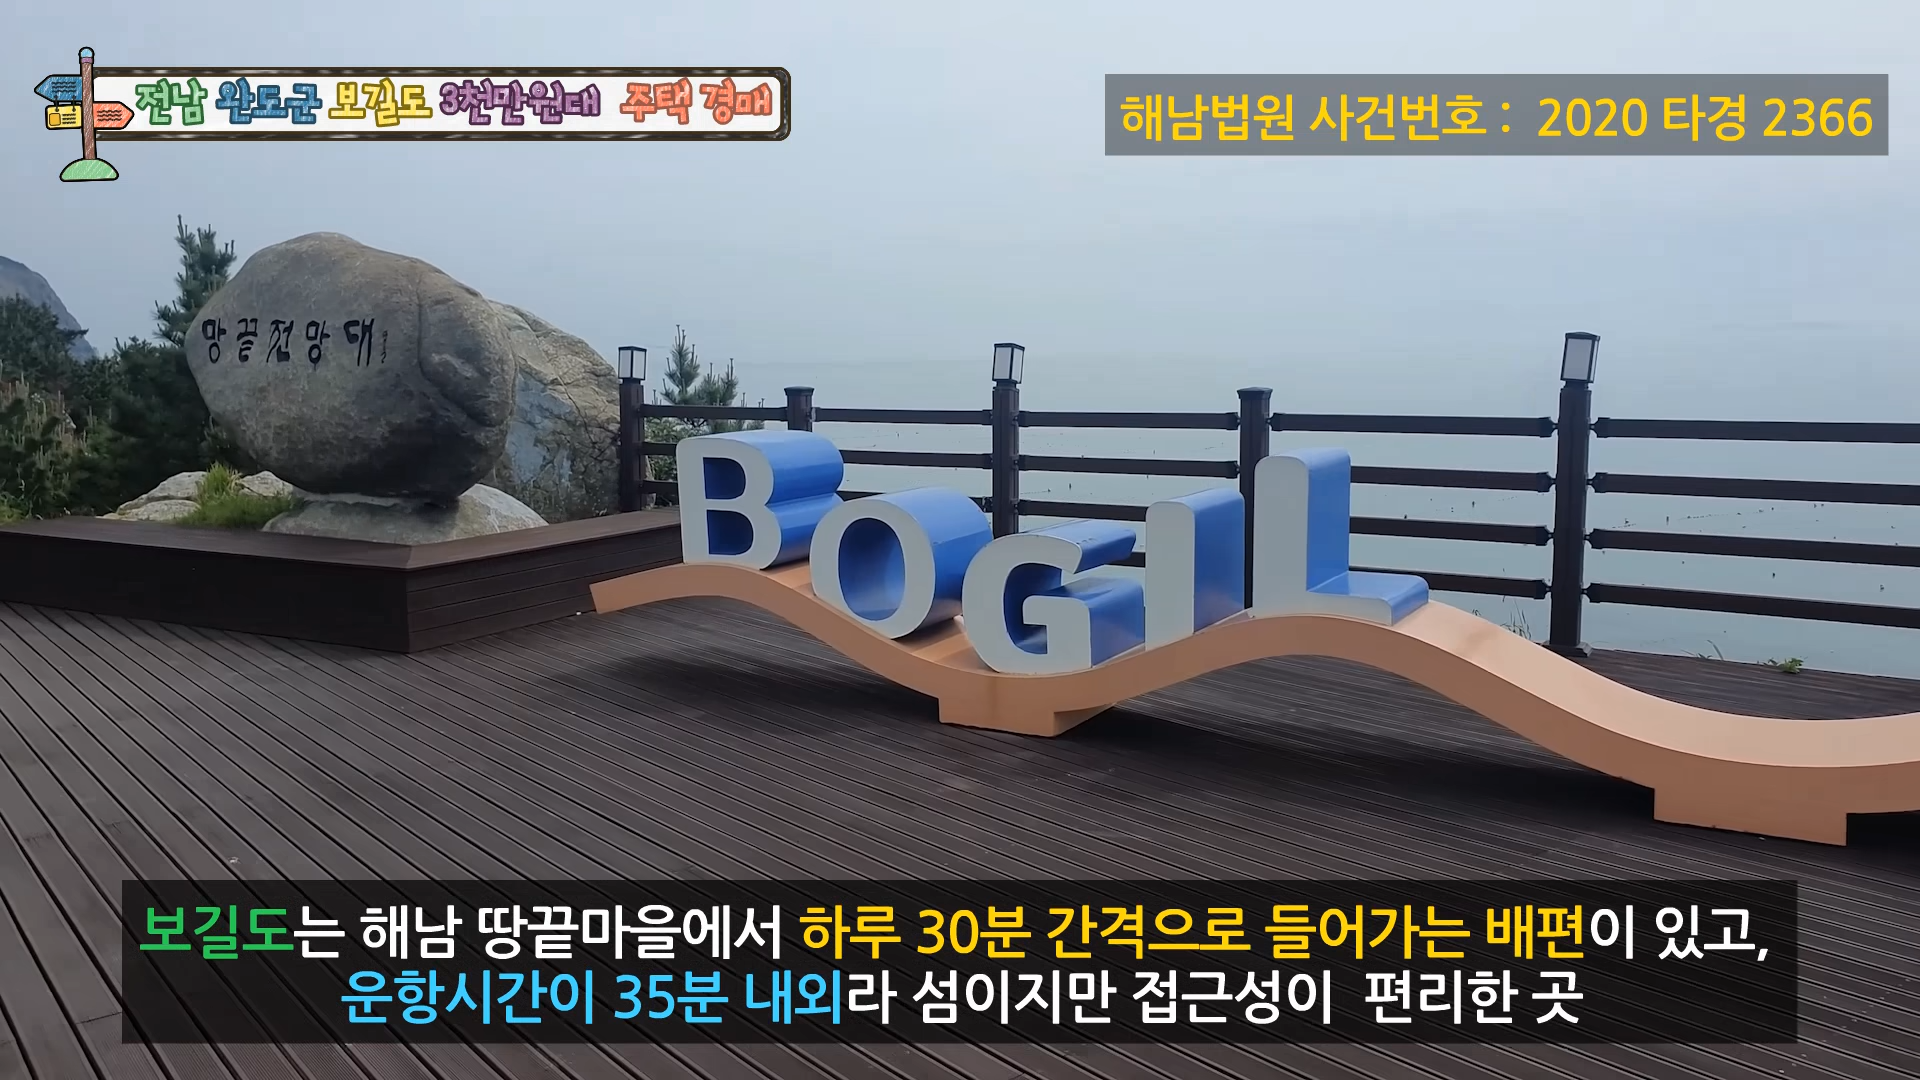 전남 완도군 보길도 3천만원대 주택 경매
해남법원 사건번호 : 2020 타경 2366
망끝전망대
BOGIL
보길도는 해남 땅끝마을에서 하루 30분 간격으로 들어가는 배편이 있고,
운항시간이 35분 내외라 섬이지만 접근성이 편리한 곳